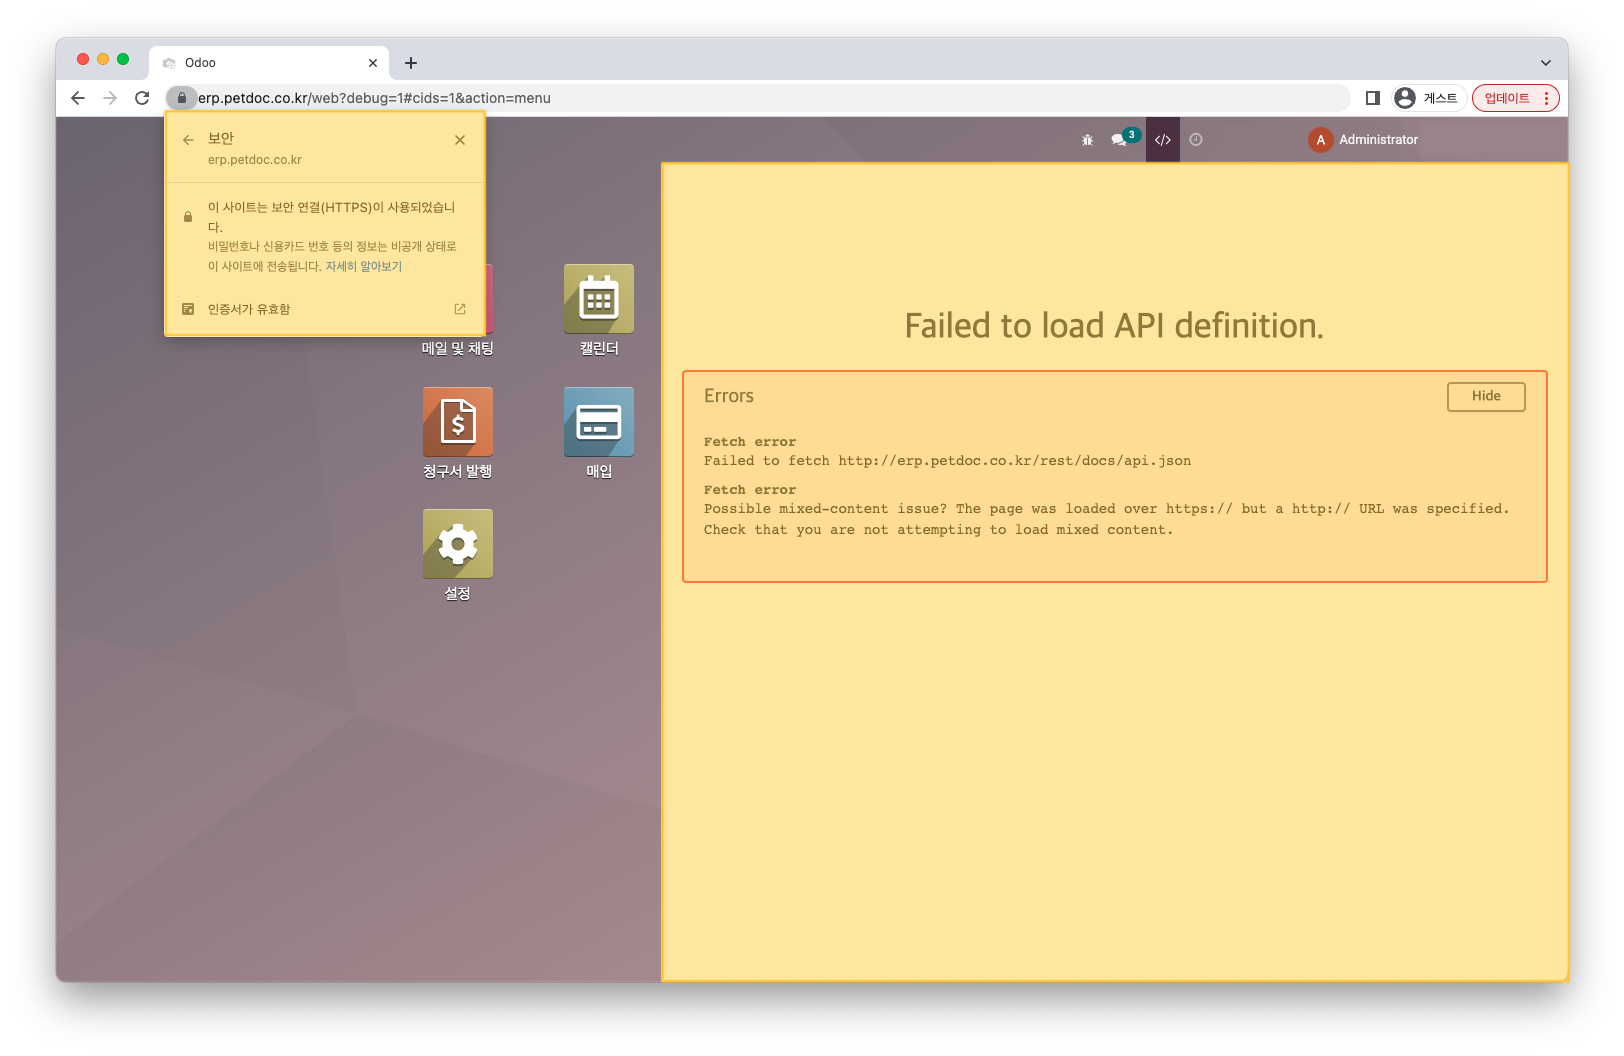 Odoo
erp.petdoc.co.kr/web?debug=1#cids=1&action=menu
게스트
업데이트
보안
erp.petdoc.co.kr
이 사이트는 보안 연결(HTTPS)이 사용되었습니
다.
비밀번호나 신용카드 번호 등의 정보는 비공개 상태로
이 사이트에 전송됩니다. 자세히 알아보기
인증서가 유효함
3
</>
A Administrator
메일 및 채팅
캘린더
청구서 발행
매입
설정
Failed to load API definition.
Errors
Hide
Fetch error
Failed to fetch http://erp.petdoc.co.kr/rest/docs/api.json
Fetch error
Possible mixed-content issue? The page was loaded over https:// but a http:// URL was specified.
Check that you are not attempting to load mixed content.